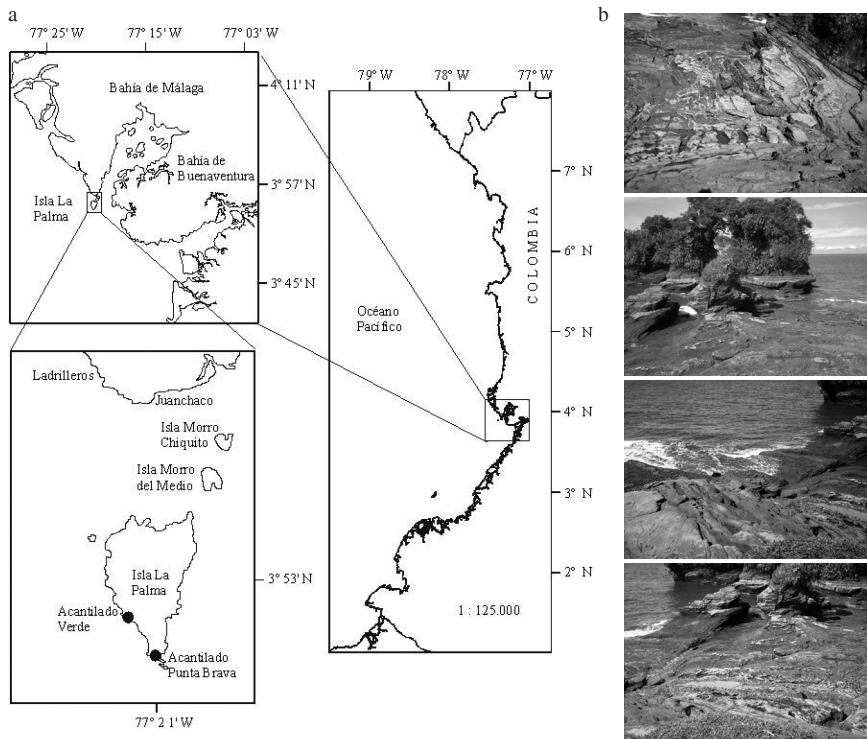 a
b
77° 25' W
77° 15' W
77° 03' W
Bahía de Málaga
4° 11' N
Bahía de
Buenaventura
3° 57' N
Isla La
Palma
3° 45' N
79° W
78° W
77° W
7° N
6° N
5° N
4° N
3° N
2° N
COLOMBIA
Océano
Pacífico
1 : 125.000
Ladrilleros
Juanchaco
Isla Morro
Chiquito
Isla Morro
del Medio
Isla La
Palma
3° 53' N
Acantilado
Verde
Acantilado
Punta Brava
77° 2 1' W